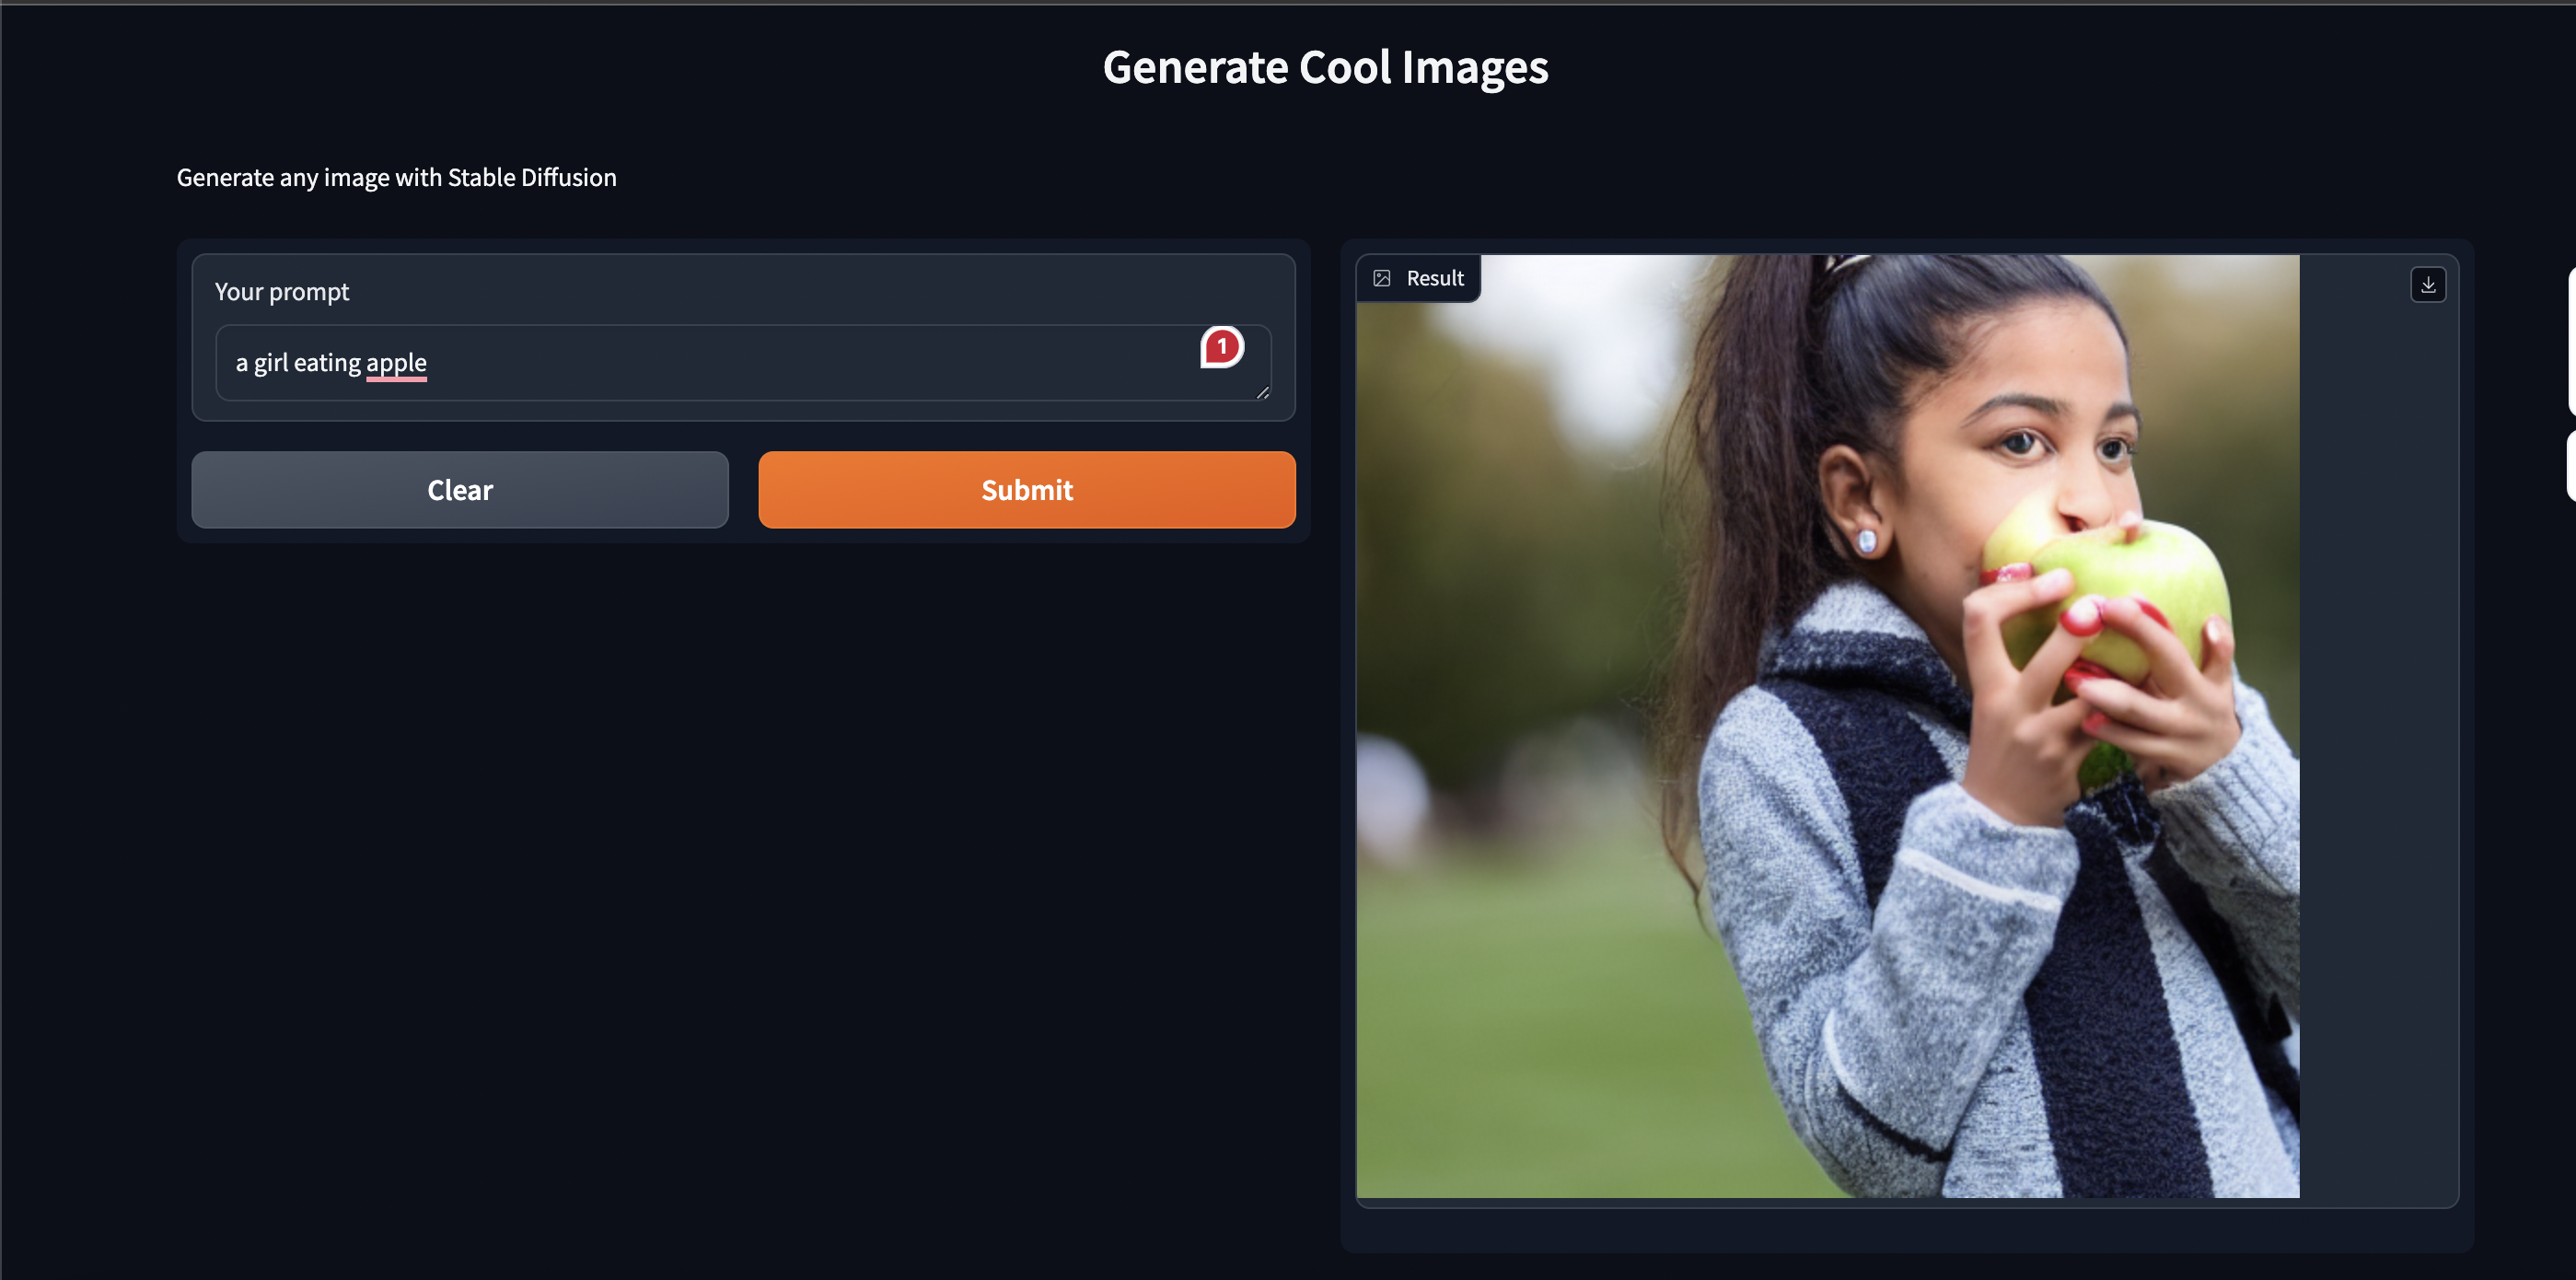 Generate Cool Images
Generate any image with Stable Diffusion
Your prompt
a girl eating apple
1
Clear
Submit
Result